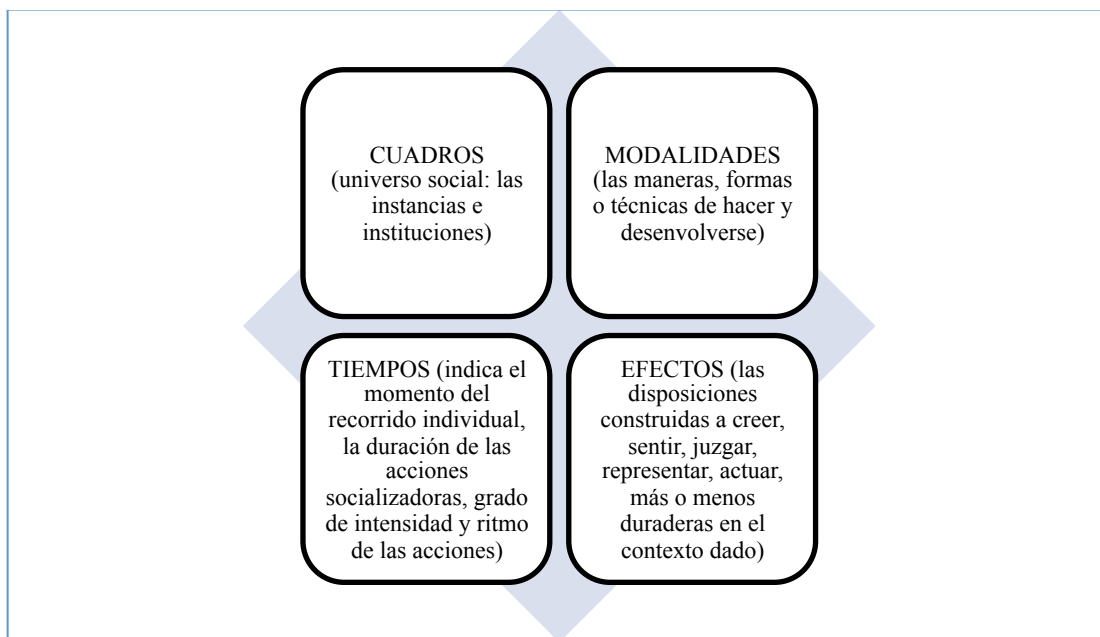 CUADROS
(universo social: las
instancias e
instituciones)
MODALIDADES
(las maneras, formas
o técnicas de hacer y
desenvolverse)
TIEMPOS (indica el
momento del
recorrido individual,
la duración de las
acciones
socializadoras, grado
de intensidad y ritmo
de las acciones)
EFECTOS (las
disposiciones
construidas a creer,
sentir, juzgar,
representar, actuar,
más o menos
duraderas en el
contexto dado)